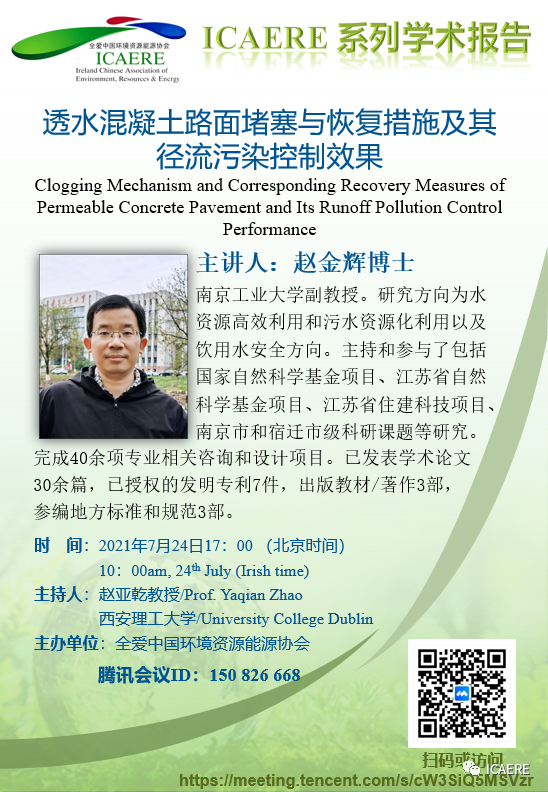 全爱中国环境资源能源协会
ICAERE
Ireland Chinese Association of
Environment, Resources & Energy
ICAERE 系列学术报告
透水混凝土路面堵塞与恢复措施及其
径流污染控制效果
Clogging Mechanism and Corresponding Recovery Measures of
Permeable Concrete Pavement and Its Runoff Pollution Control
Performance
主讲人：赵金辉博士
南京工业大学副教授。研究方向为水
资源高效利用和污水资源化利用以及
饮用水安全方向。主持和参与了包括
国家自然科学基金项目、江苏省自然
科学基金项目、江苏省住建科技项目、
南京市和宿迁市级科研课题等研究。
完成40余项专业相关咨询和设计项目。已发表学术论文
30余篇，已授权的发明专利7件，出版教材/著作3部，
参编地方标准和规范3部。
时 间：2021年7月24日17：00（北京时间）
10：00am, 24th July (Irish time)
主持人：赵亚乾教授/Prof. Yaqian Zhao
西安理工大学/University College Dublin
主办单位：全爱中国环境资源能源协会
腾讯会议ID：150 826 668
扫码或访问
ICAERE
https://meeting.tencent.com/s/cW3SiQ5MSVzr